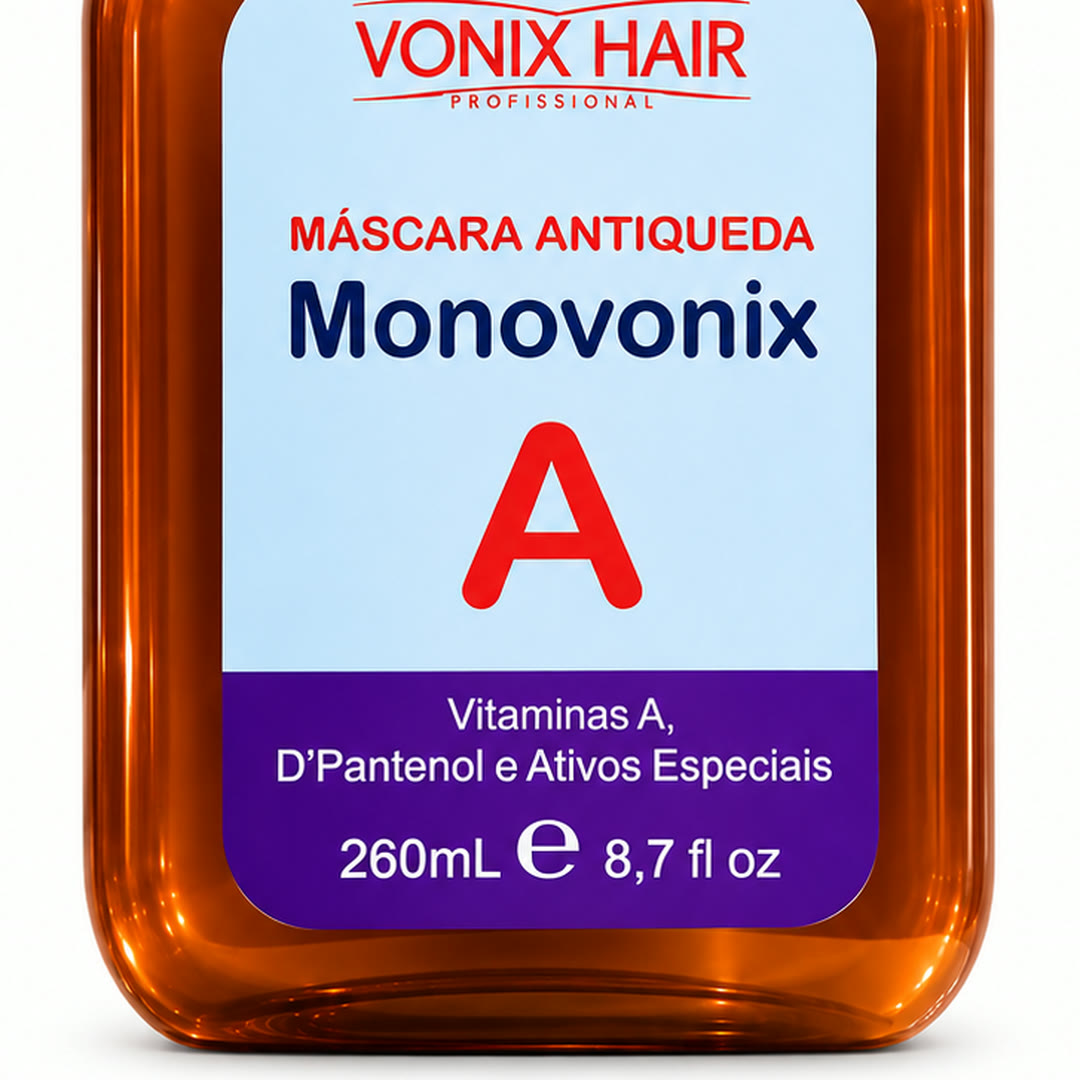 VONIX HAIR
PROFISSIONAL
MÁSCARA ANTIQUEDA
Monovonix
A
Vitaminas A,
D’Pantenol e Ativos Especiais
260mL ℮ 8,7 fl oz